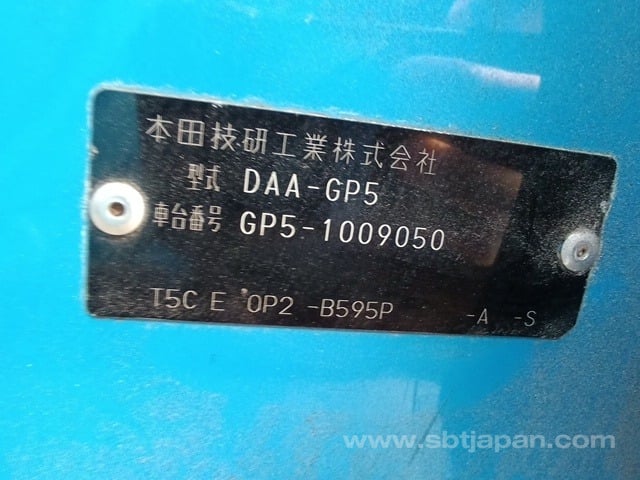 本田技研工業株式会社
型式 DAA-GP5
車台番号 GP5-1009050
T5C E OP2 -B595P -A -S
www.sbtjapan.com